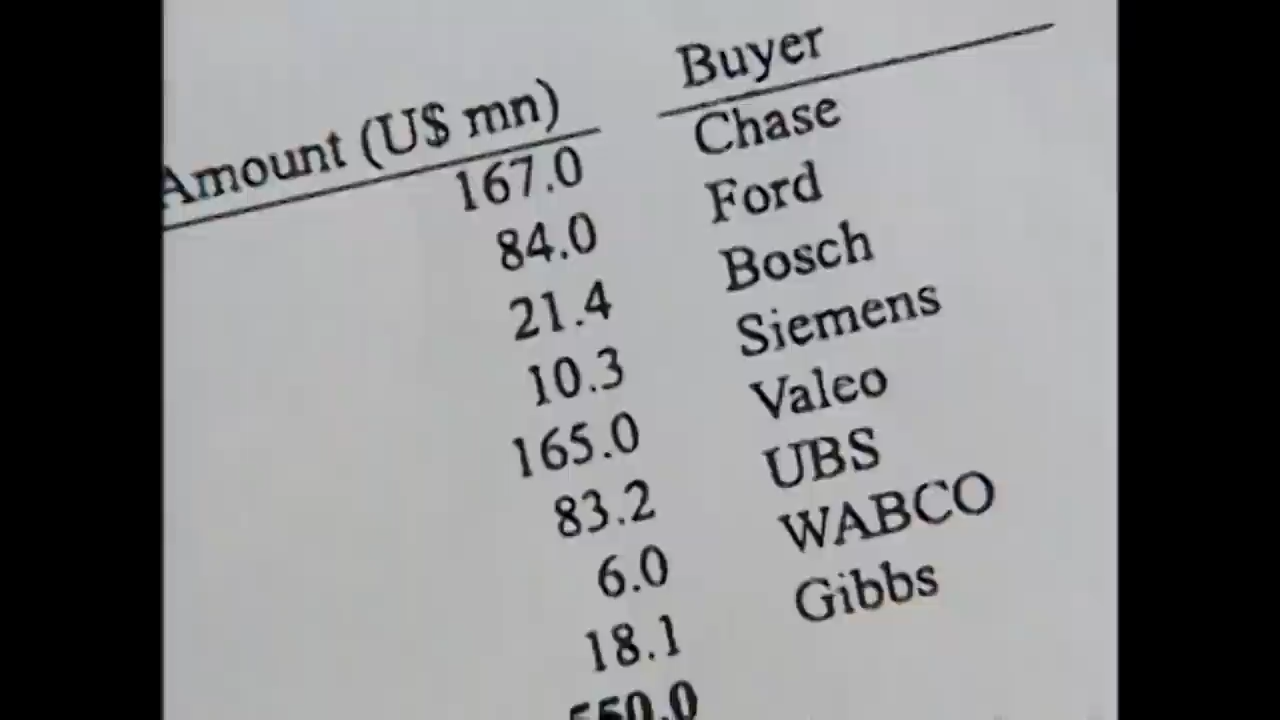 Amount (U$ mn) Buyer
167.0 Chase
84.0 Ford
21.4 Bosch
10.3 Siemens
165.0 Valeo
83.2 UBS
6.0 WABCO
18.1 Gibbs